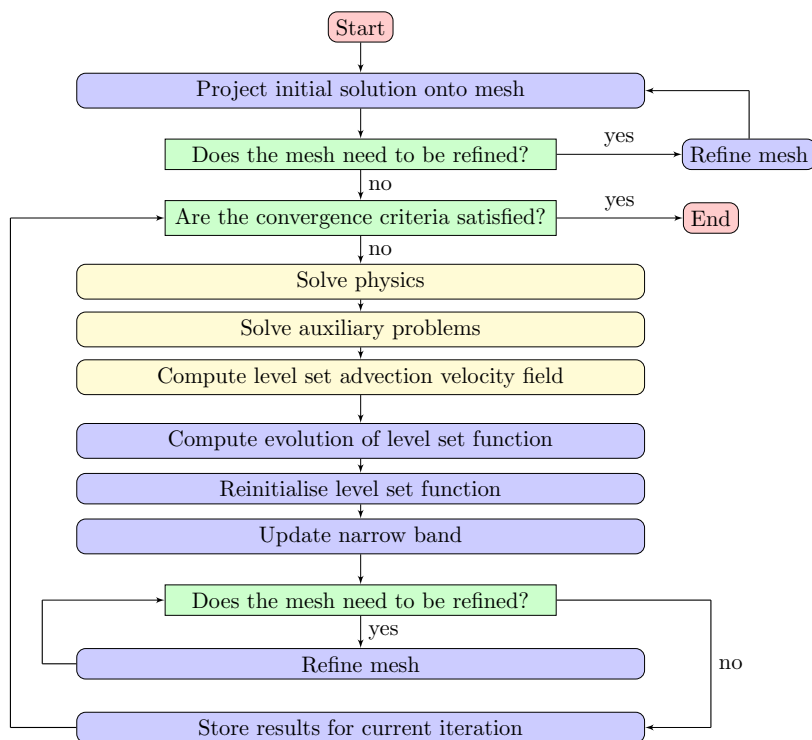 Start
Project initial solution onto mesh
Does the mesh need to be refined?
yes
Refine mesh
no
Are the convergence criteria satisfied?
yes
End
no
Solve physics
Solve auxiliary problems
Compute level set advection velocity field
Compute evolution of level set function
Reinitialise level set function
Update narrow band
Does the mesh need to be refined?
yes
Refine mesh
no
Store results for current iteration